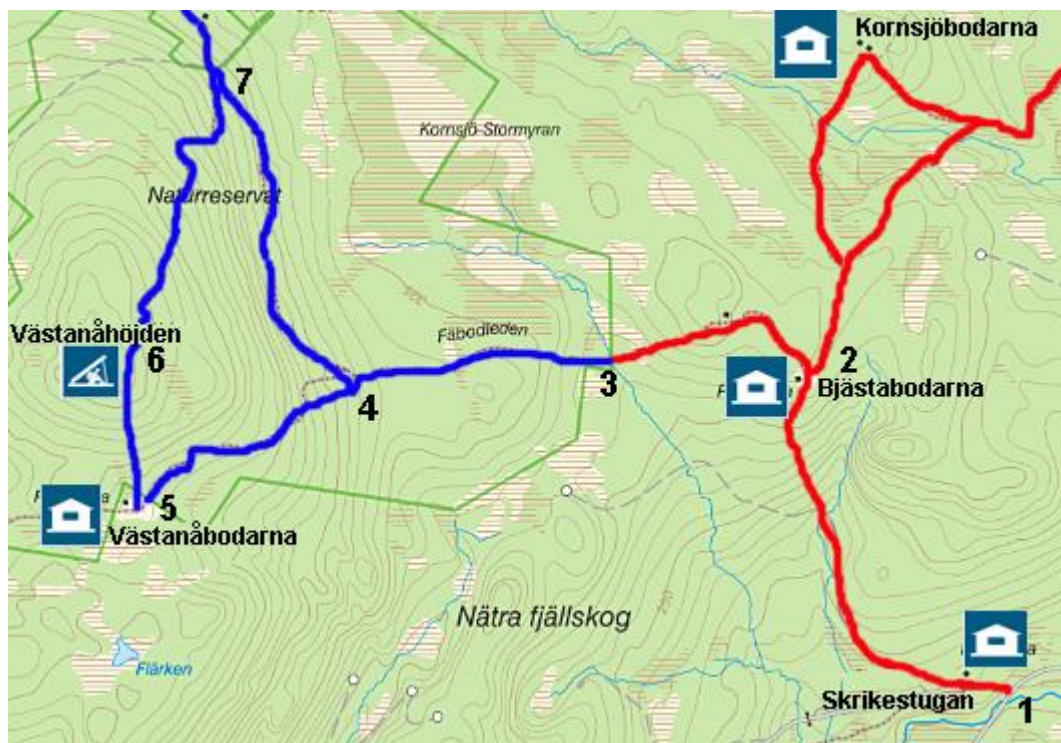 Kornsjöbodarna
7
Kornsjö-Stormyran
Naturreservat
Västanåhöjden
6
Fäbodleden
3
2
Bjästabodarna
4
5
Västanåbodarna
Nätra fjällskog
Flärken
Skrikestugan
1